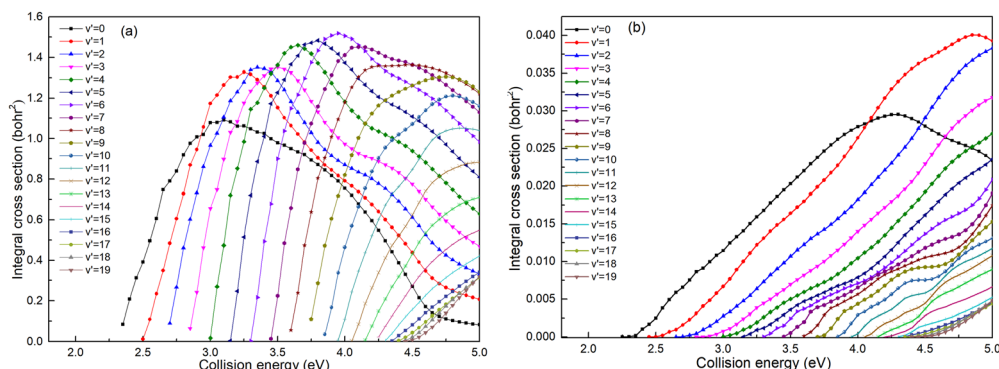 (a)
Integral cross section (bohr²)
1.6
1.4
1.2
1.0
0.8
0.6
0.4
0.2
0.0
v'=0
v'=1
v'=2
v'=3
v'=4
v'=5
v'=6
v'=7
v'=8
v'=9
v'=10
v'=11
v'=12
v'=13
v'=14
v'=15
v'=16
v'=17
v'=18
v'=19
2.0 2.5 3.0 3.5 4.0 4.5 5.0
Collision energy (eV)
(b)
Integral cross section (bohr²)
0.040
0.035
0.030
0.025
0.020
0.015
0.010
0.005
0.000
v'=0
v'=1
v'=2
v'=3
v'=4
v'=5
v'=6
v'=7
v'=8
v'=9
v'=10
v'=11
v'=12
v'=13
v'=14
v'=15
v'=16
v'=17
v'=18
v'=19
2.0 2.5 3.0 3.5 4.0 4.5 5.0
Collision energy (eV)